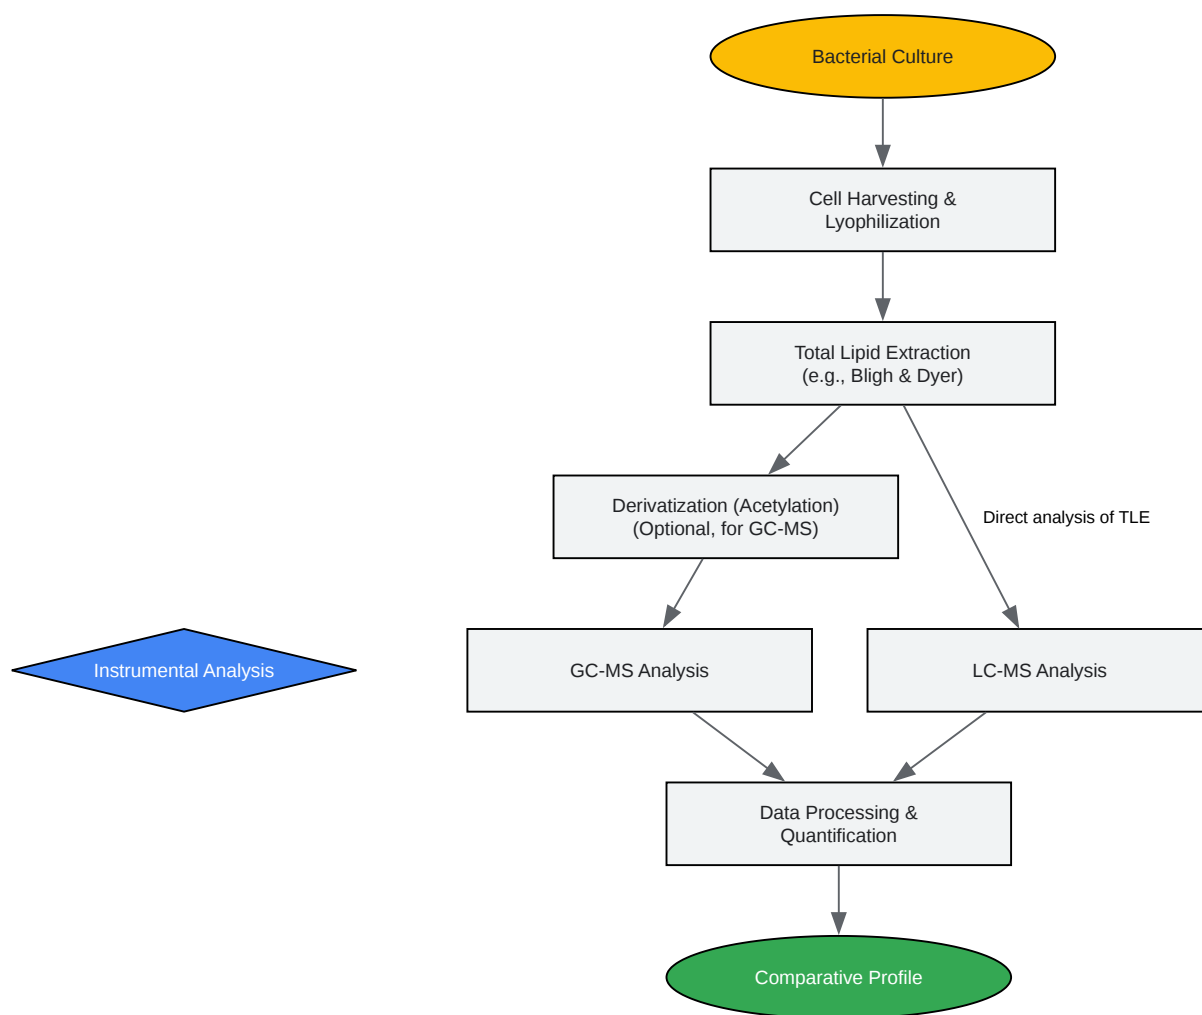 Bacterial Culture
Cell Harvesting &
Lyophilization
Total Lipid Extraction
(e.g., Bligh & Dyer)
Derivatization (Acetylation)
(Optional, for GC-MS)
Direct analysis of TLE
Instrumental Analysis
GC-MS Analysis
LC-MS Analysis
Data Processing &
Quantification
Comparative Profile